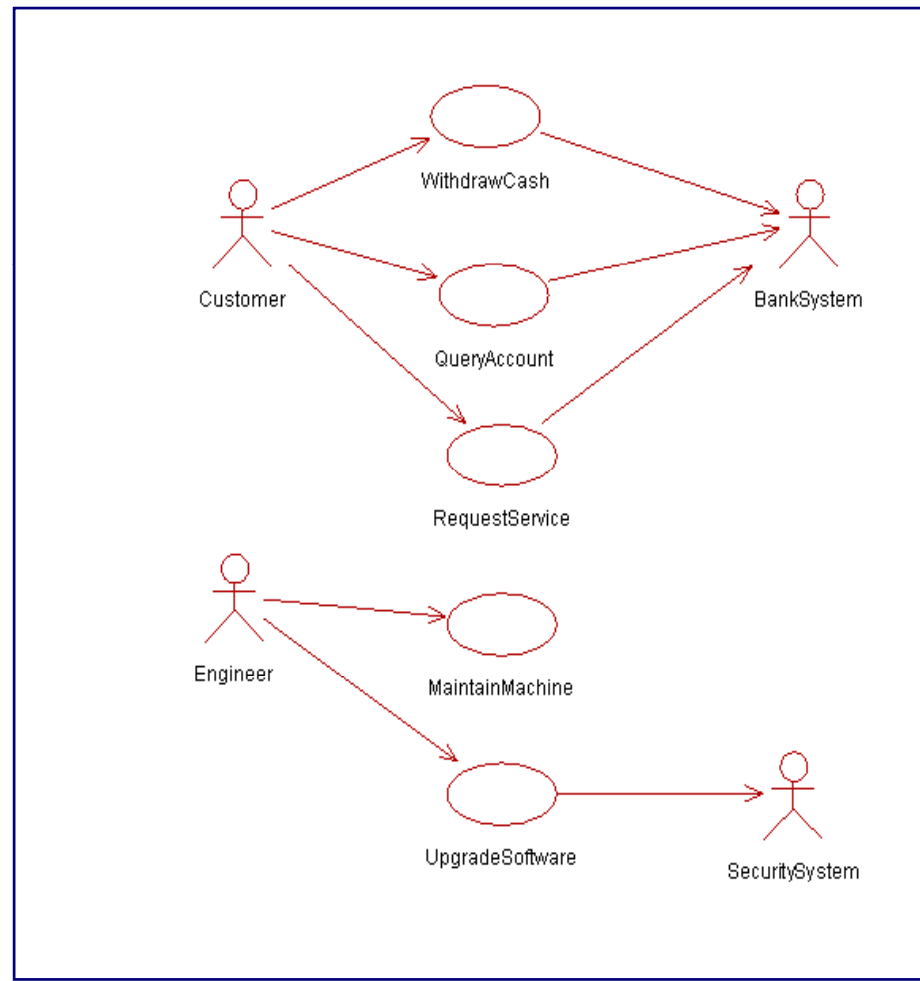 WithdrawCash
Customer
BankSystem
QueryAccount
RequestService
Engineer
MaintainMachine
UpgradeSoftware
SecuritySystem